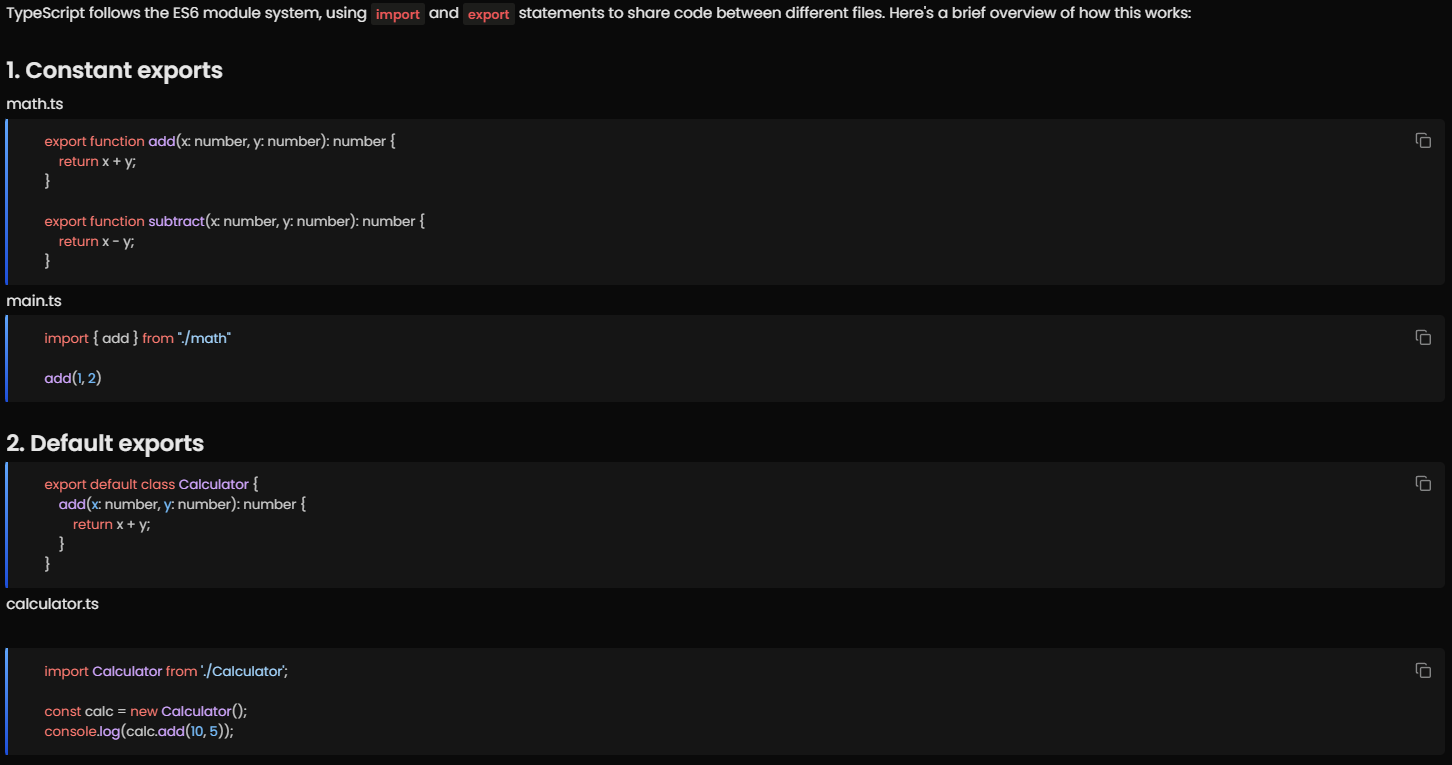 TypeScript follows the ES6 module system, using import and export statements to share code between different files. Here's a brief overview of how this works:
1. Constant exports
math.ts
export function add(x: number, y: number): number {
    return x + y;
}
export function subtract(x: number, y: number): number {
    return x - y;
}
main.ts
import { add } from "./math"
add(1, 2)
2. Default exports
export default class Calculator {
    add(x: number, y: number): number {
        return x + y;
    }
}
calculator.ts
import Calculator from './Calculator';
const calc = new Calculator();
console.log(calc.add(10, 5));